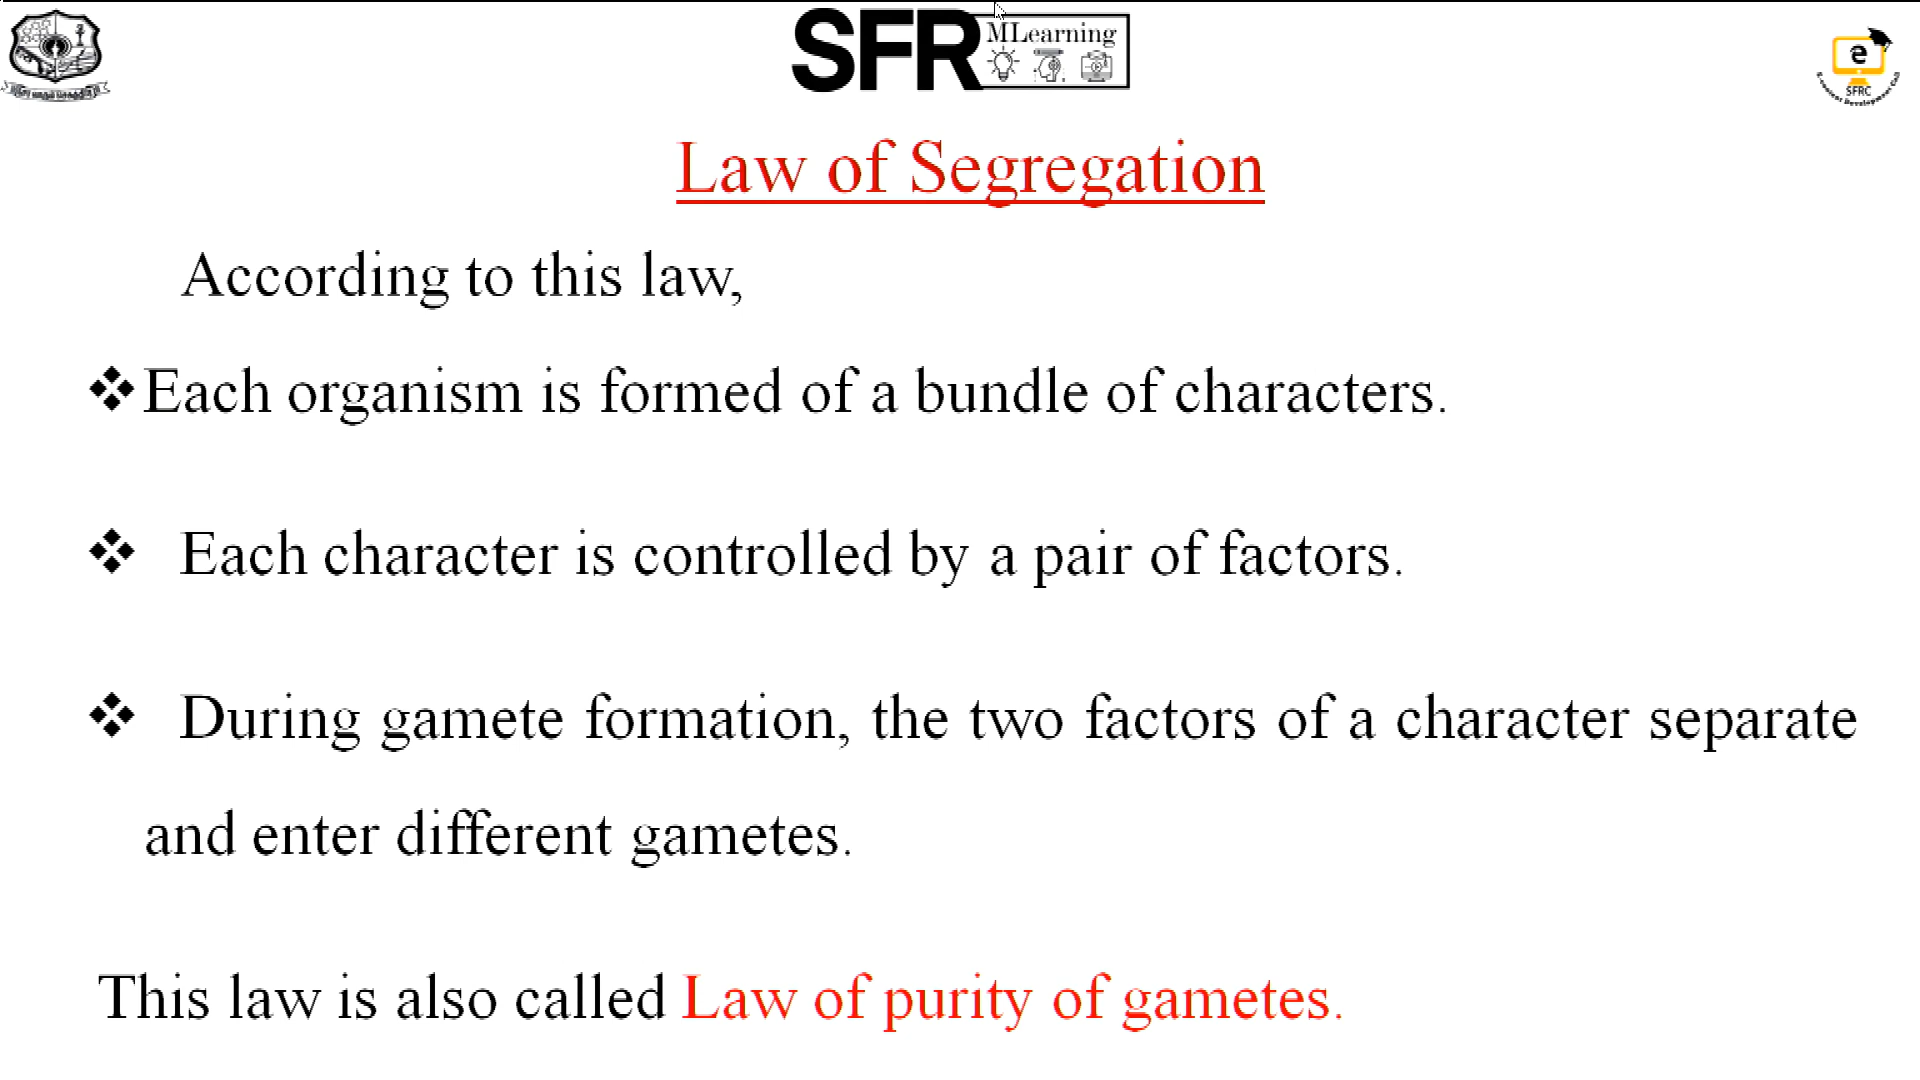 SFR MLearning
e
SFRC
Law of Segregation
According to this law,
❖Each organism is formed of a bundle of characters.
❖ Each character is controlled by a pair of factors.
❖ During gamete formation, the two factors of a character separate
and enter different gametes.
This law is also called Law of purity of gametes.